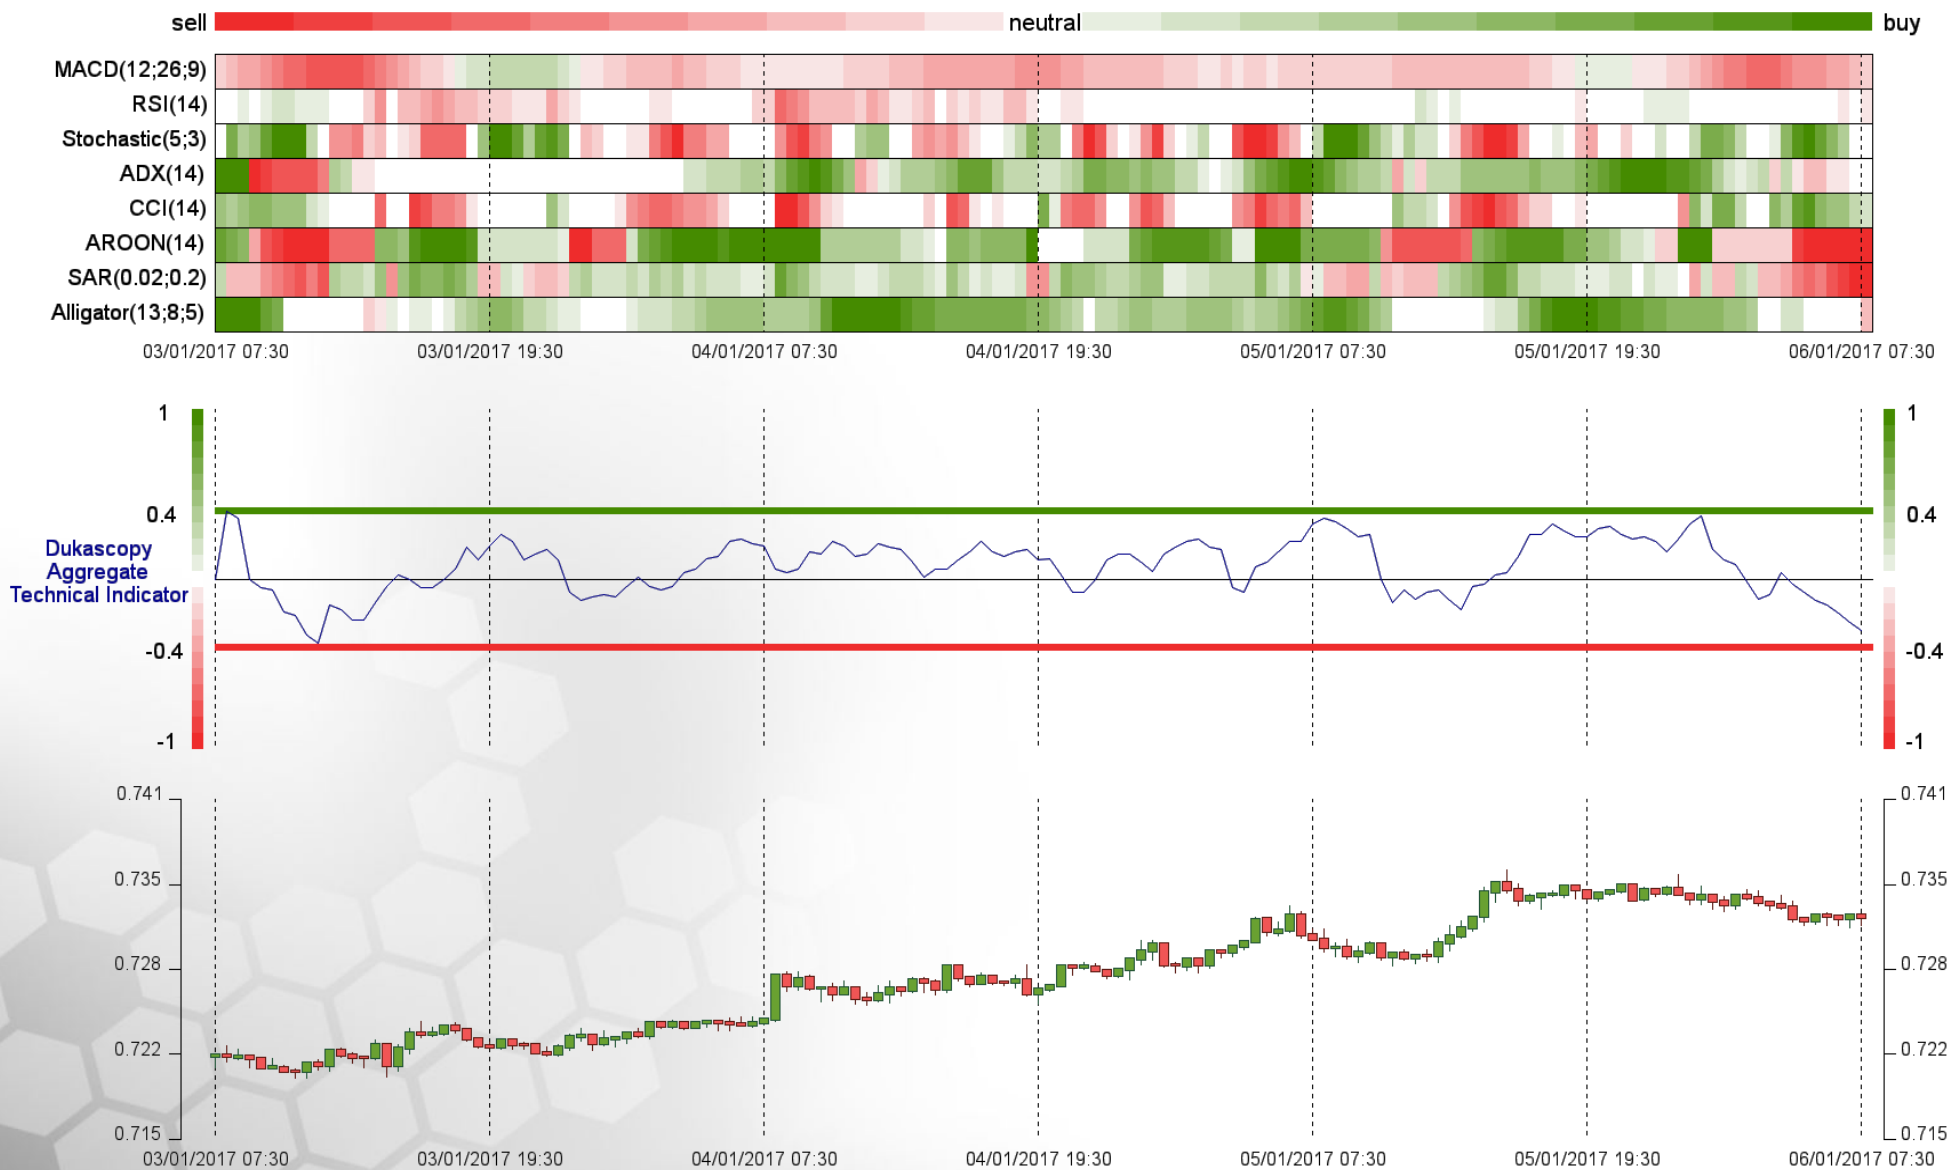 sell neutral buy
MACD(12;26;9)
RSI(14)
Stochastic(5;3)
ADX(14)
CCI(14)
AROON(14)
SAR(0.02;0.2)
Alligator(13;8;5)
03/01/2017 07:30 03/01/2017 19:30 04/01/2017 07:30 04/01/2017 19:30 05/01/2017 07:30 05/01/2017 19:30 06/01/2017 07:30
1 1
0.4 0.4
Dukascopy
Aggregate
Technical Indicator
-0.4 -0.4
-1 -1
0.741 0.741
0.735 0.735
0.728 0.728
0.722 0.722
0.715 0.715
03/01/2017 07:30 03/01/2017 19:30 04/01/2017 07:30 04/01/2017 19:30 05/01/2017 07:30 05/01/2017 19:30 06/01/2017 07:30